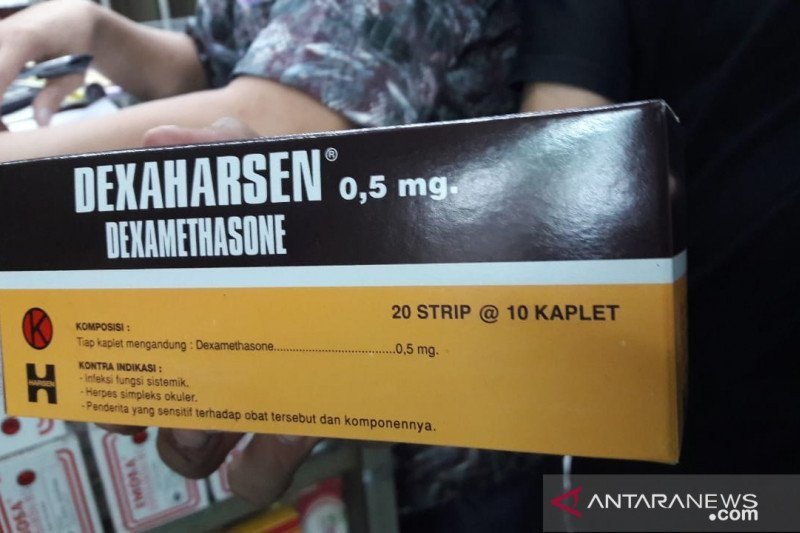 DEXAHARSEN® 0,5 mg.
DEXAMETHASONE
20 STRIP @ 10 KAPLET
K
KOMPOSISI :
Tiap kaplet mengandung : Dexamethasone..........................................0,5 mg.
HARSEN
KONTRA INDIKASI :
- Infeksi fungsi sistemik.
- Herpes simpleks okuler.
- Penderita yang sensitif terhadap obat tersebut dan komponennya.
ANTARANEWS
.com